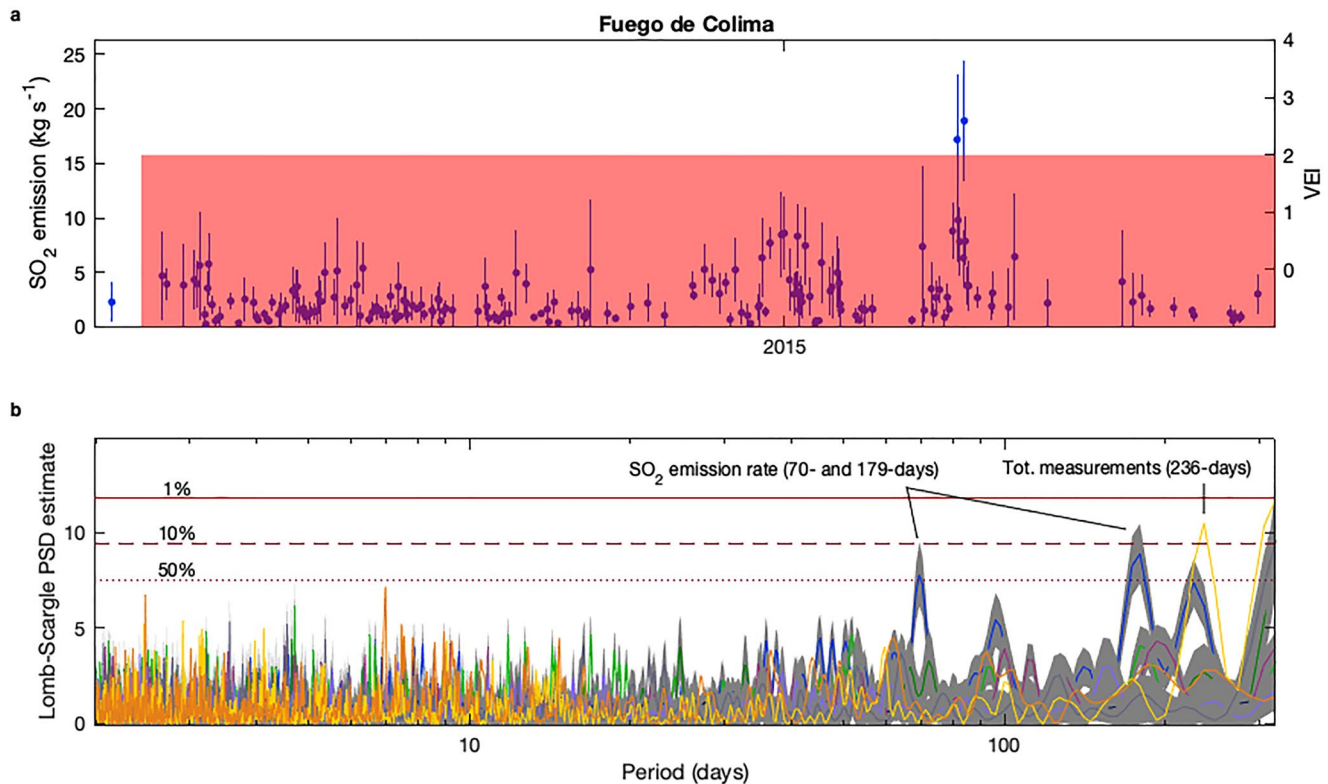 a
Fuego de Colima
SO2 emission (kg s-1)
25
20
15
10
5
0
4
3
2
1
0
VEI
2015
b
Lomb-Scargle PSD estimate
10
5
0
1%
10%
50%
SO2 emission rate (70- and 179-days)
Tot. measurements (236-days)
10
100
Period (days)